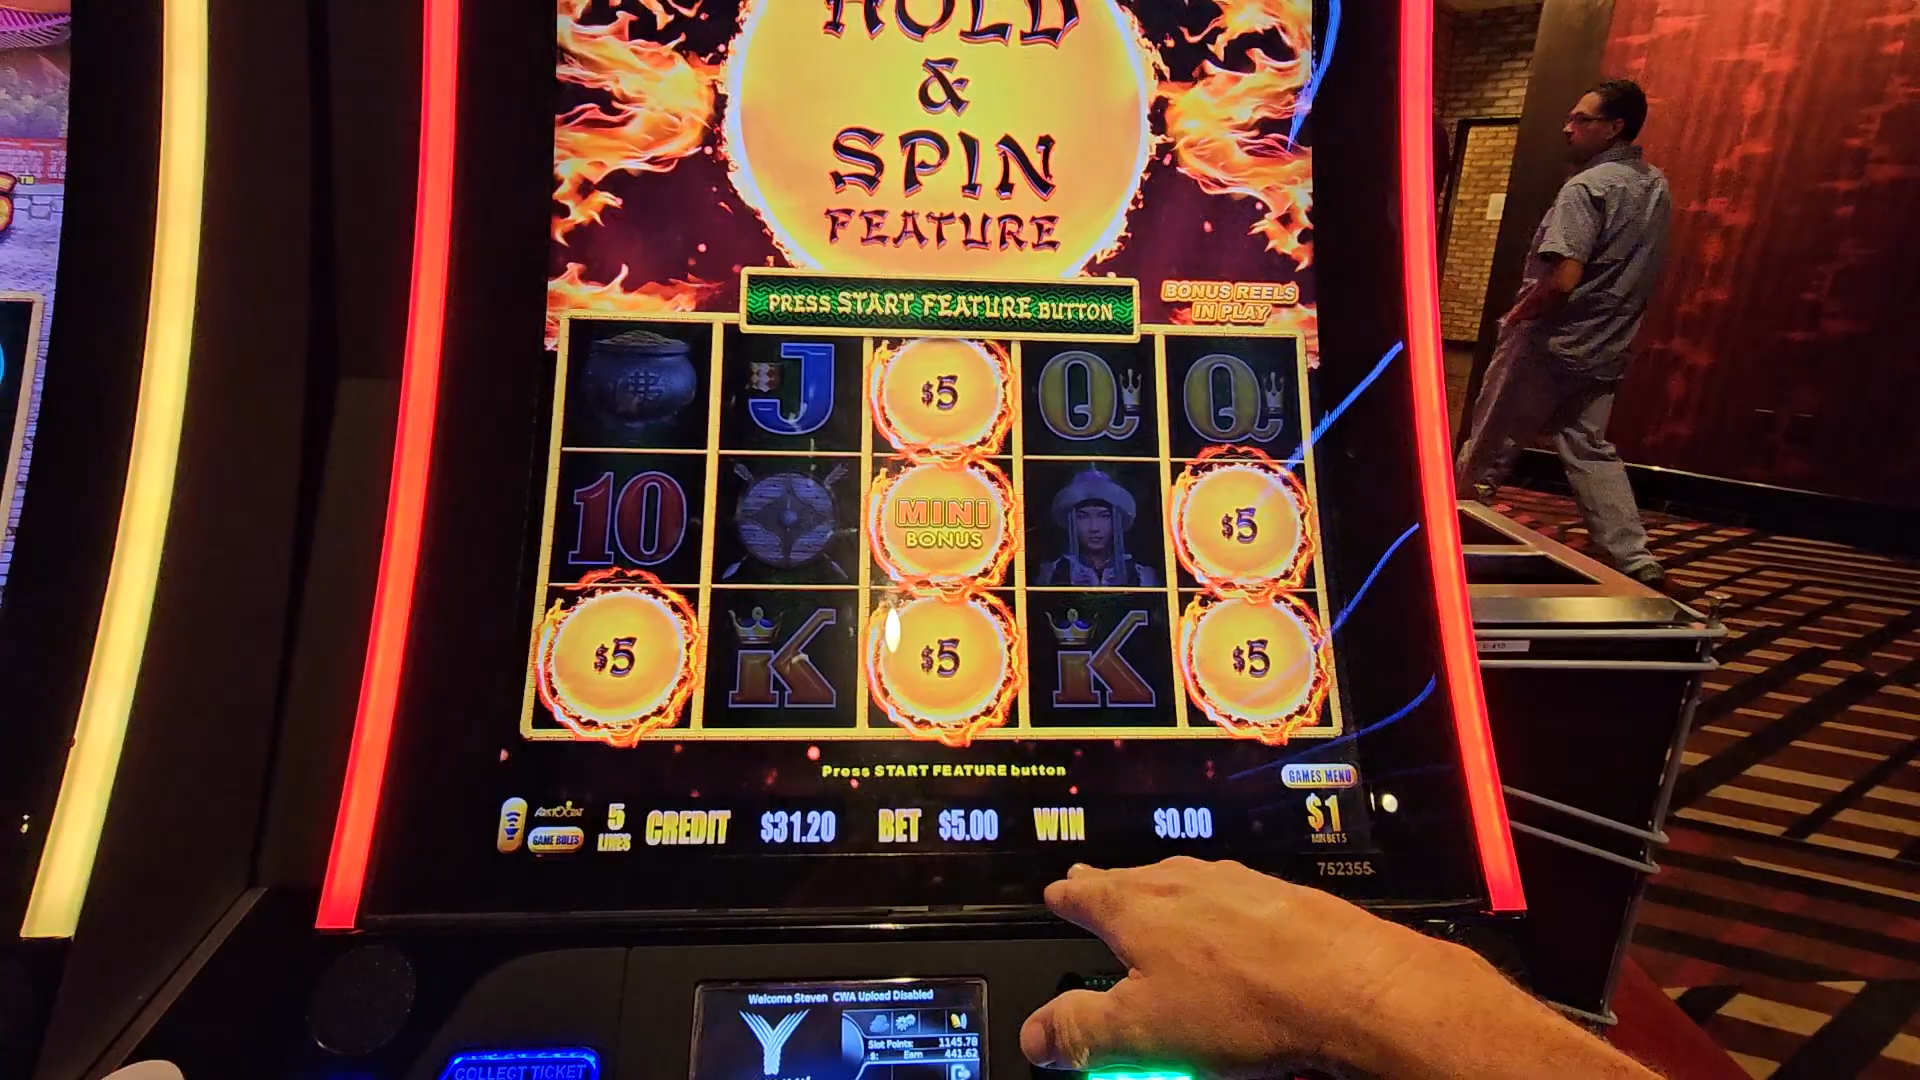 HOLD
&
SPIN
FEATURE
PRESS START FEATURE BUTTON
BONUS REELS
IN PLAY
J
$5
Q
Q
10
MINI
BONUS
$5
$5
K
$5
K
$5
Press START FEATURE button
GAMES MENU
ARISTOCRAT
GAME RULES
5
LINES
CREDIT $31.20 BET $5.00 WIN $0.00
$1
752355
Welcome Steven CWA Upload Disabled
Slot Points: 1145.78
Earn 441.62
COLLECT TICKET